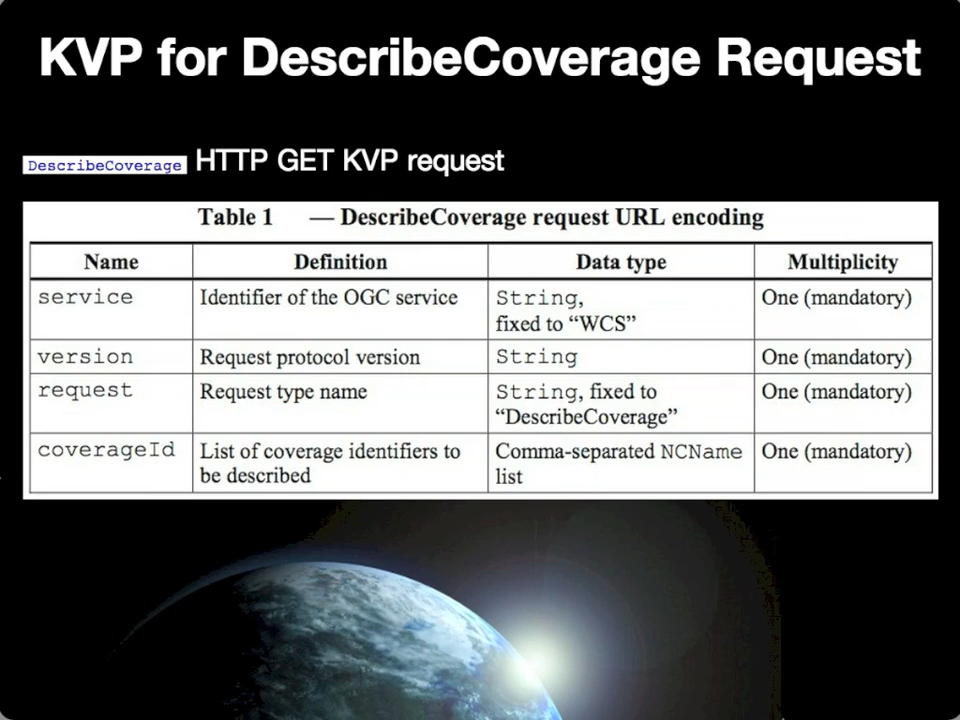 KVP for DescribeCoverage Request
DescribeCoverage HTTP GET KVP request
Table 1 — DescribeCoverage request URL encoding
Name Definition Data type Multiplicity
service Identifier of the OGC service String, One (mandatory)
fixed to “WCS”
version Request protocol version String One (mandatory)
request Request type name String, fixed to One (mandatory)
“DescribeCoverage”
coverageId List of coverage identifiers to Comma-separated NCName One (mandatory)
be described list